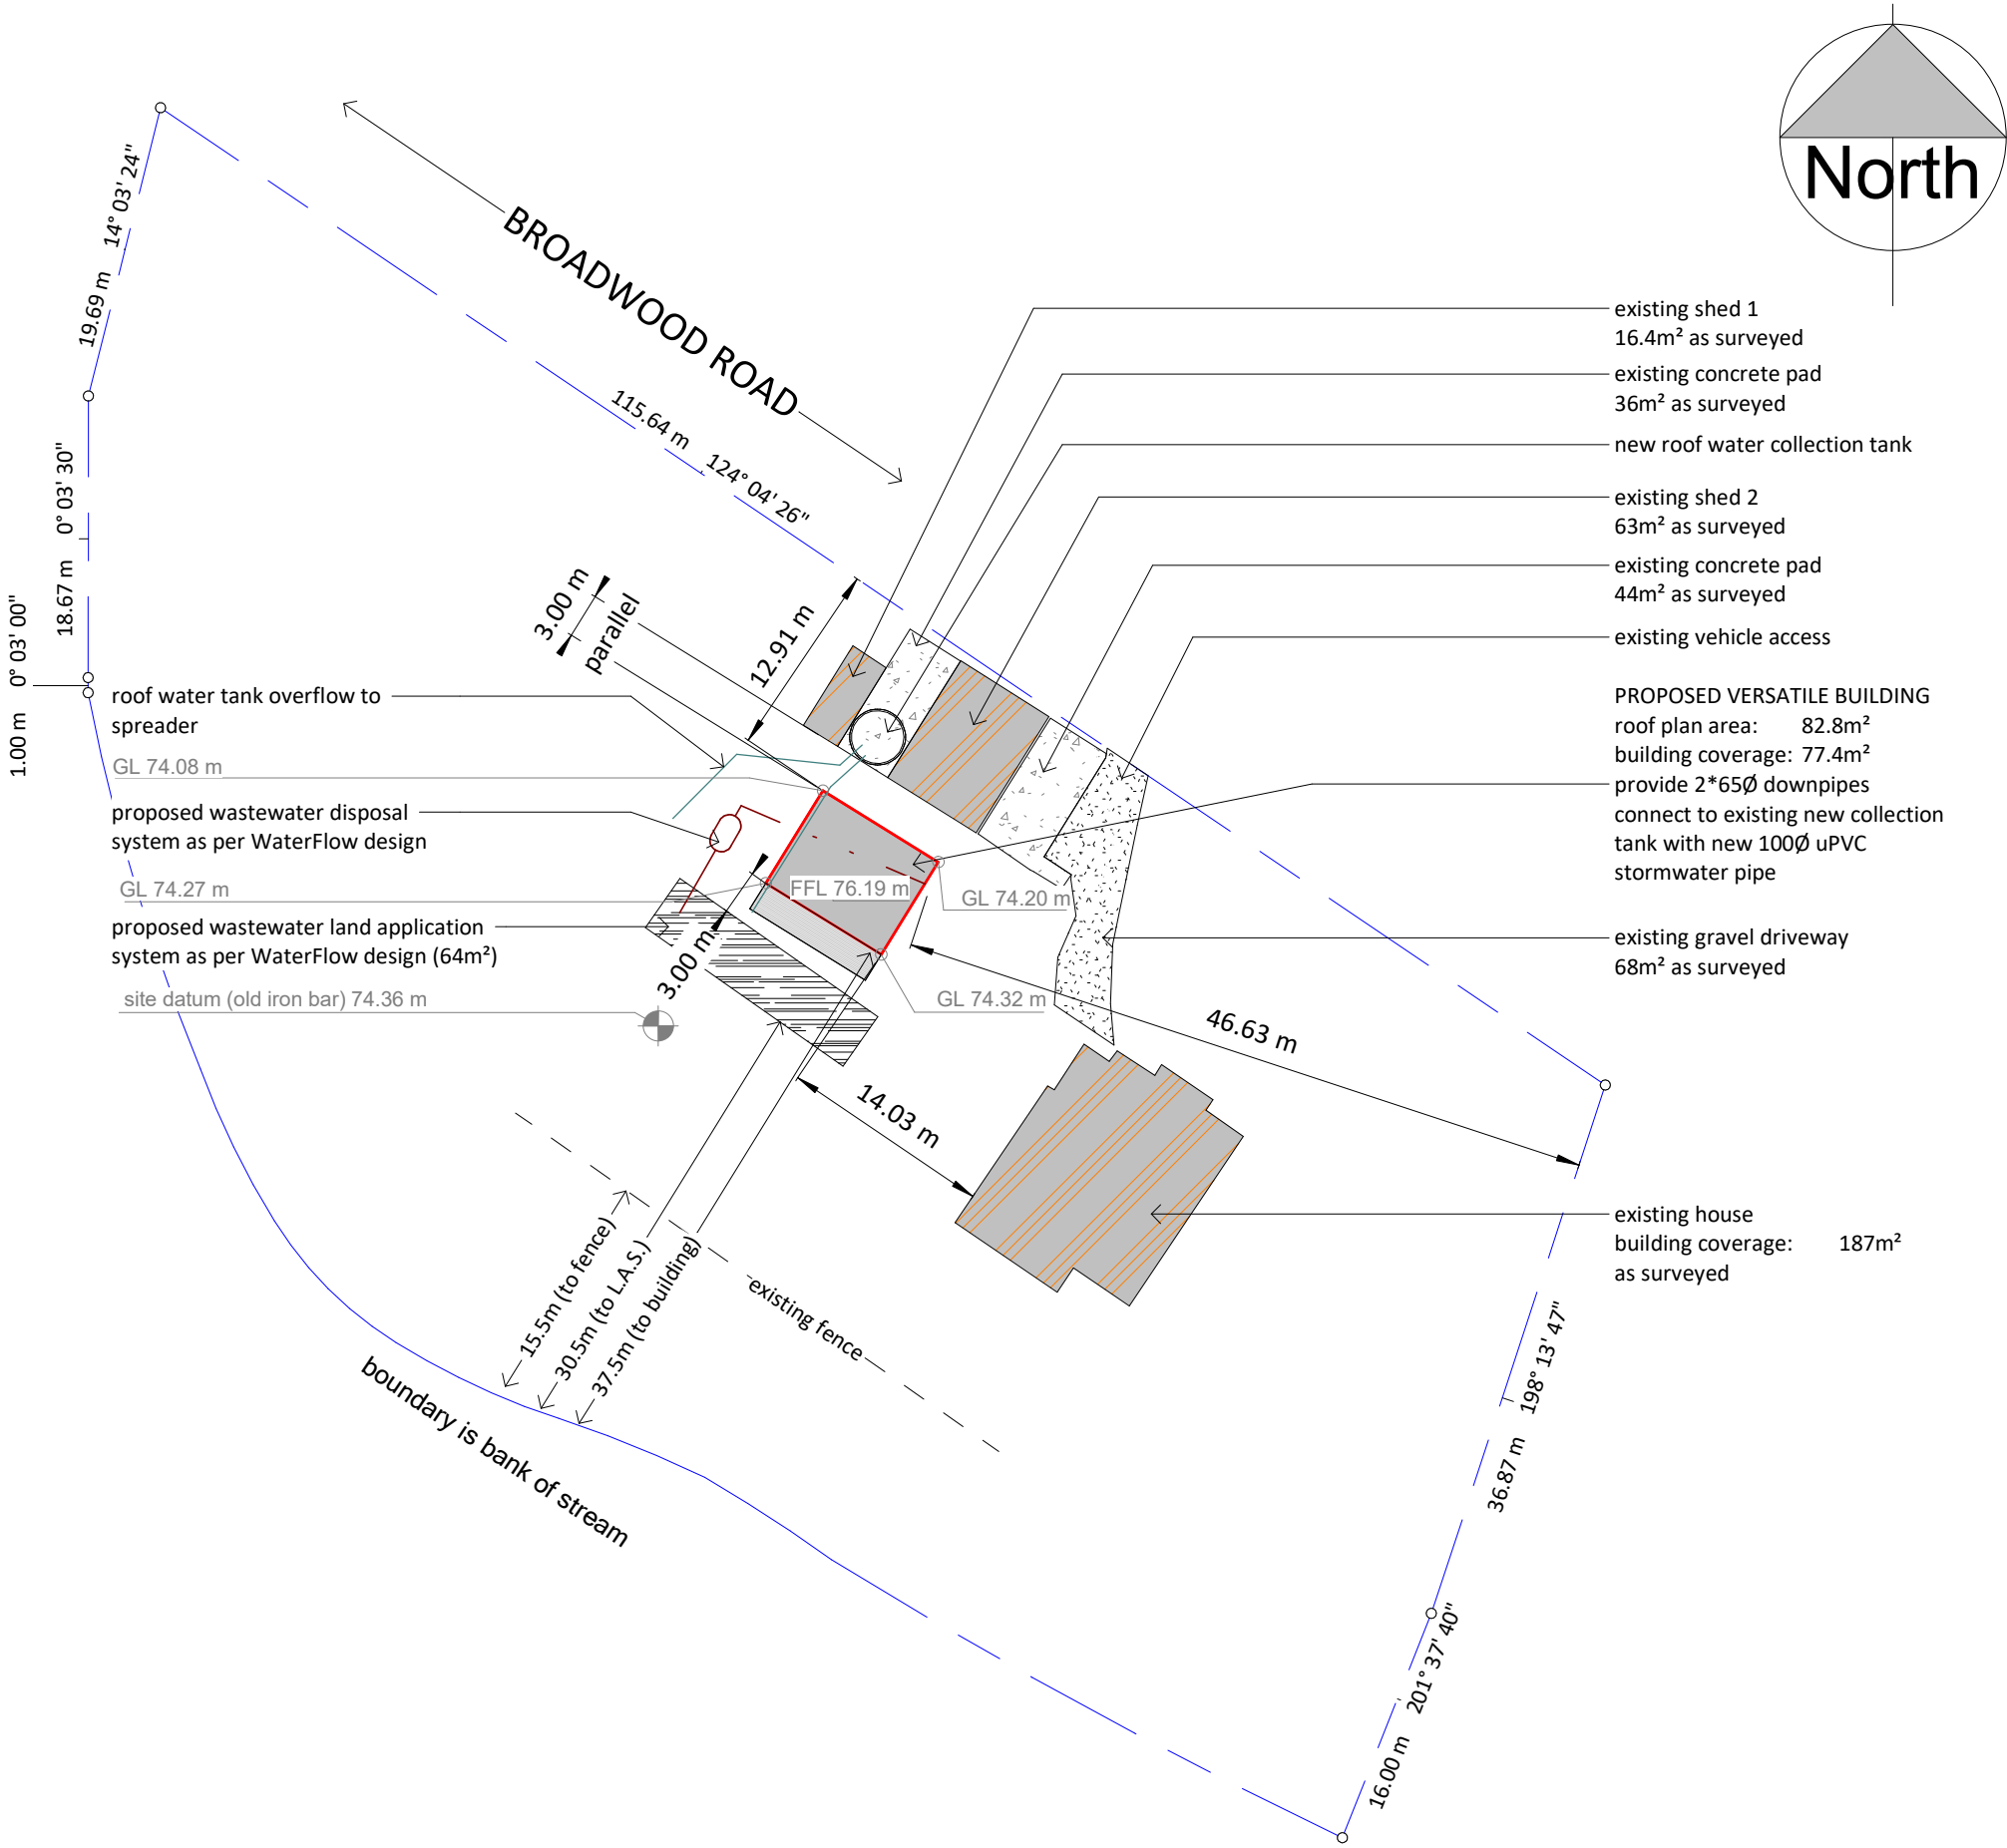 North
BROADWOOD ROAD
19.69 m 14° 03' 24"
115.64 m 124° 04' 26"
18.67 m 0° 03' 30"
1.00 m 0° 03' 00"
3.00 m
parallel
12.91 m
existing shed 1
16.4m² as surveyed
existing concrete pad
36m² as surveyed
new roof water collection tank
existing shed 2
63m² as surveyed
existing concrete pad
44m² as surveyed
existing vehicle access
PROPOSED VERSATILE BUILDING
roof plan area: 82.8m²
building coverage: 77.4m²
provide 2*65Ø downpipes
connect to existing new collection
tank with new 100Ø uPVC
stormwater pipe
existing gravel driveway
68m² as surveyed
existing house
building coverage: 187m²
as surveyed
roof water tank overflow to
spreader
GL 74.08 m
proposed wastewater disposal
system as per WaterFlow design
GL 74.27 m
proposed wastewater land application
system as per WaterFlow design (64m²)
site datum (old iron bar) 74.36 m
FFL 76.19 m
GL 74.20 m
GL 74.32 m
3.00 m
46.63 m
14.03 m
15.5m (to fence)
30.5m (to L.A.S.)
37.5m (to building)
existing fence
boundary is bank of stream
36.87 m 198° 13' 47"
16.00 m 201° 37' 40"